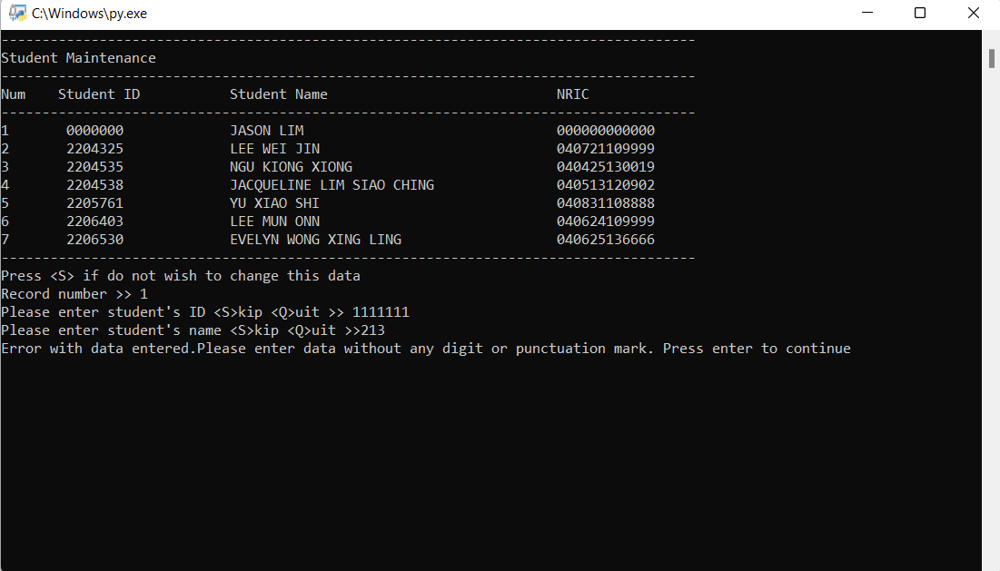 C:\Windows\py.exe
-------------------------------------------------------------------------------------
Student Maintenance
-------------------------------------------------------------------------------------
Num    Student ID           Student Name                            NRIC
-------------------------------------------------------------------------------------
1       0000000             JASON LIM                               000000000000
2       2204325             LEE WEI JIN                             040721109999
3       2204535             NGU KIONG XIONG                         040425130019
4       2204538             JACQUELINE LIM SIAO CHING               040513120902
5       2205761             YU XIAO SHI                             040831108888
6       2206403             LEE MUN ONN                             040624109999
7       2206530             EVELYN WONG XING LING                   040625136666
-------------------------------------------------------------------------------------
Press <S> if do not wish to change this data
Record number >> 1
Please enter student's ID <S>kip <Q>uit >> 1111111
Please enter student's name <S>kip <Q>uit >>213
Error with data entered.Please enter data without any digit or punctuation mark. Press enter to continue